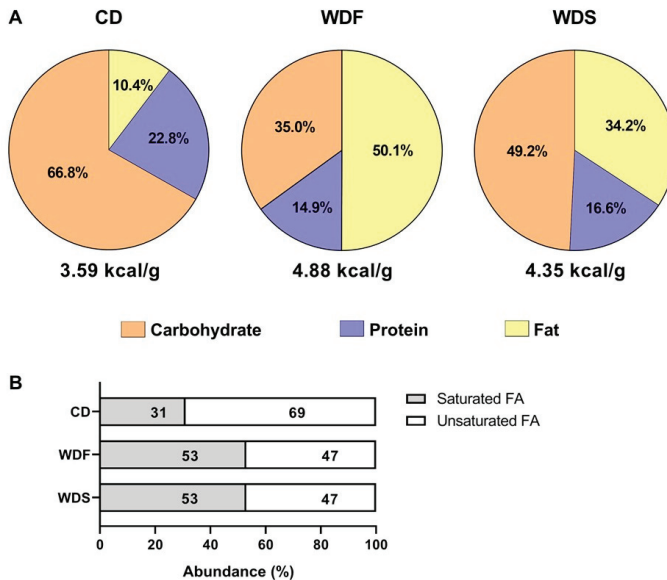 A
CD
WDF
WDS
10.4%
22.8%
66.8%
35.0%
50.1%
14.9%
34.2%
49.2%
16.6%
3.59 kcal/g
4.88 kcal/g
4.35 kcal/g
Carbohydrate
Protein
Fat
B
Saturated FA
Unsaturated FA
CD
31
69
WDF
53
47
WDS
53
47
0
20
40
60
80
100
Abundance (%)